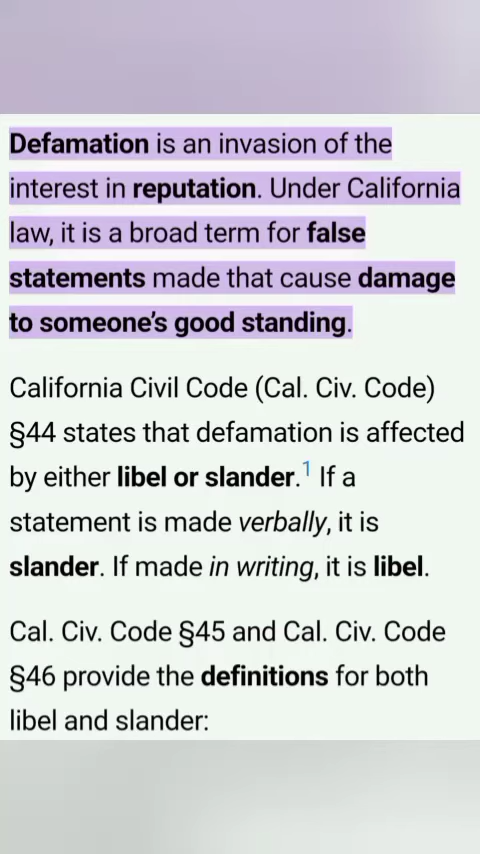 Defamation is an invasion of the
interest in reputation. Under California
law, it is a broad term for false
statements made that cause damage
to someone's good standing.
California Civil Code (Cal. Civ. Code)
§44 states that defamation is affected
by either libel or slander.1 If a
statement is made verbally, it is
slander. If made in writing, it is libel.
Cal. Civ. Code §45 and Cal. Civ. Code
§46 provide the definitions for both
libel and slander: